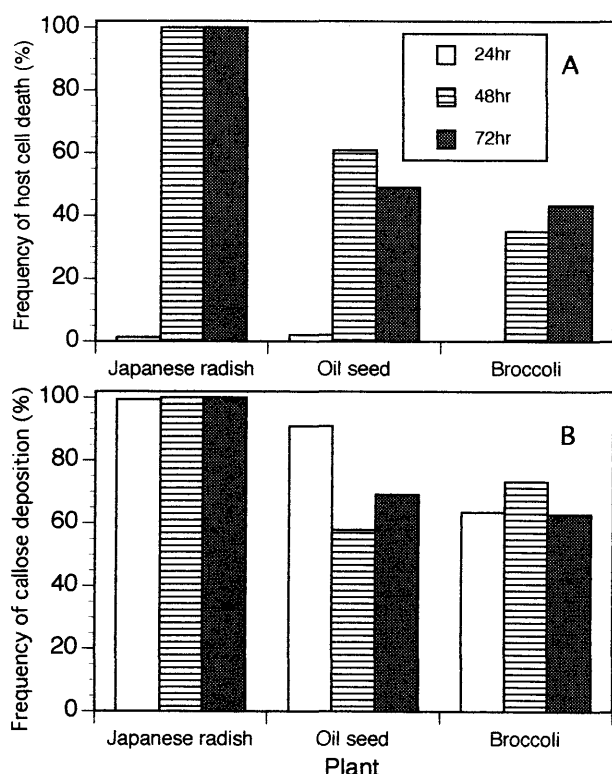 Frequency of host cell death (%)
100
80
60
40
20
0
24hr
48hr
72hr
A
Japanese radish Oil seed Broccoli
Frequency of callose deposition (%)
100
80
60
40
20
0
B
Japanese radish Oil seed Broccoli
Plant